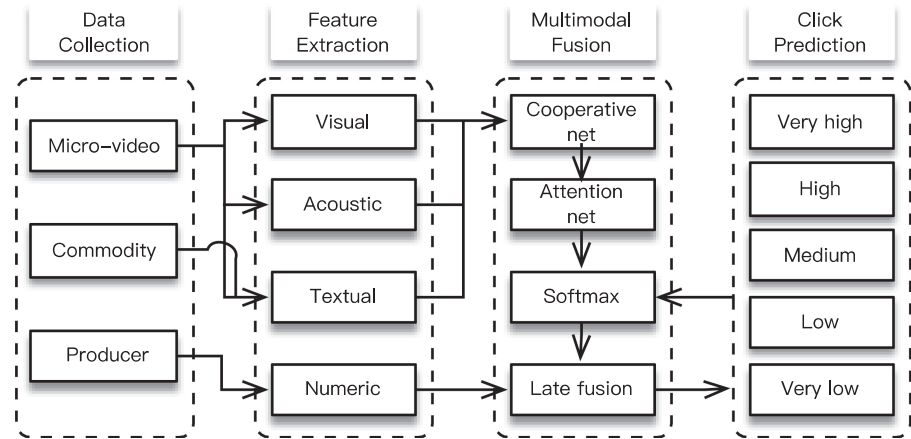 Data
Collection
Feature
Extraction
Multimodal
Fusion
Click
Prediction
Micro-video
Commodity
Producer
Visual
Acoustic
Textual
Numeric
Cooperative
net
Attention
net
Softmax
Late fusion
Very high
High
Medium
Low
Very low